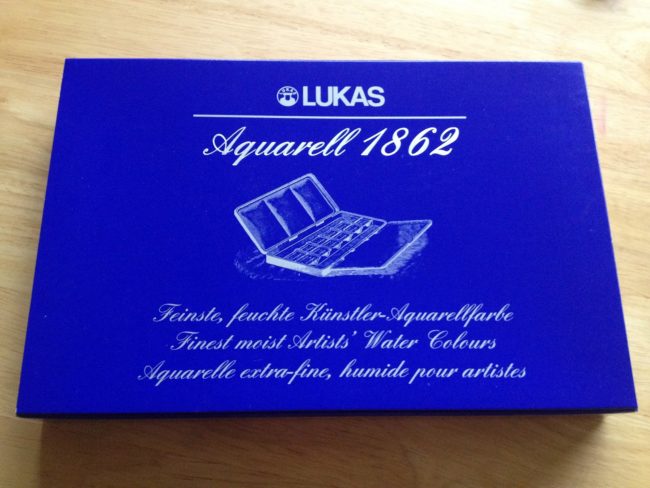 LUKAS
Aquarell 1862
Feinste, feuchte Künstler-Aquarellfarbe
Finest moist Artists' Water Colours
Aquarelle extra-fine, humide pour artistes